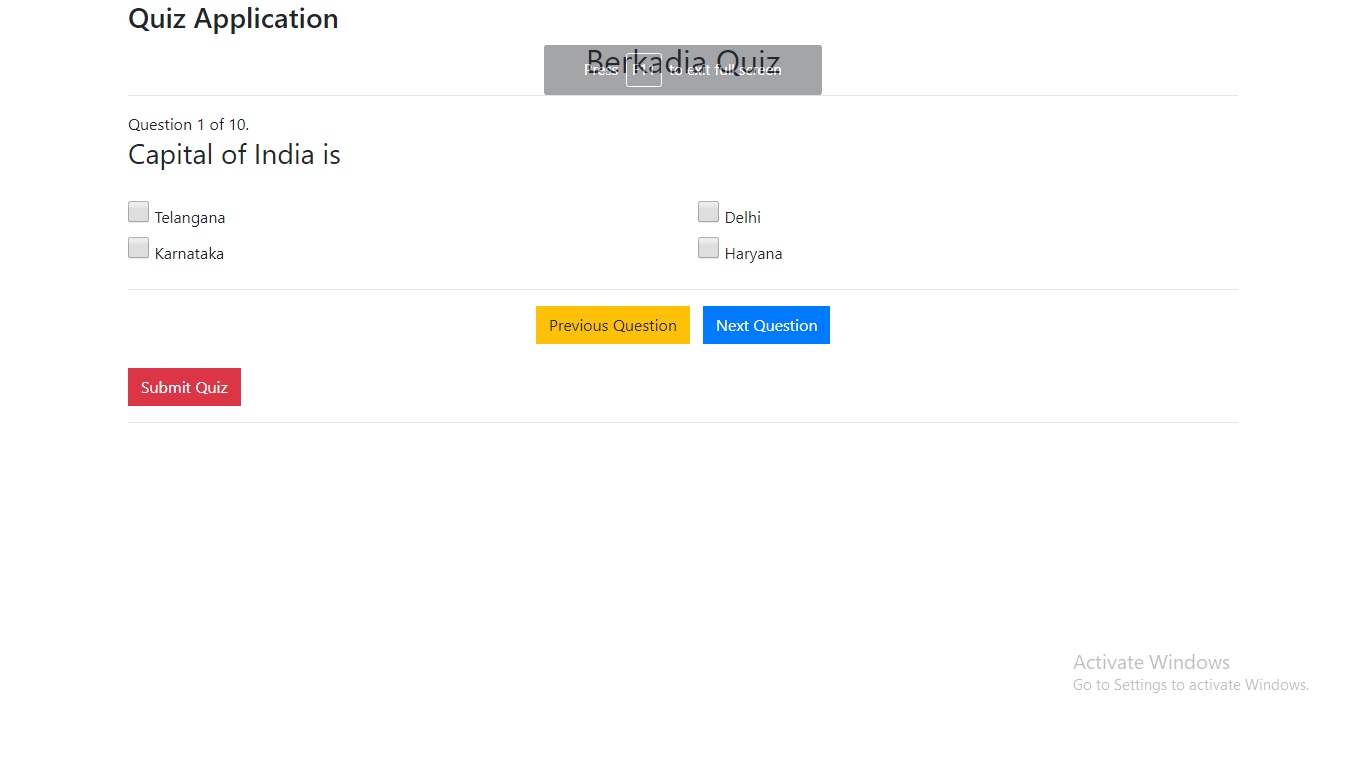 Quiz Application
Berkadia Quiz
Press F11 to exit full screen
Question 1 of 10.
Capital of India is
Telangana
Delhi
Karnataka
Haryana
Previous Question
Next Question
Submit Quiz
Activate Windows
Go to Settings to activate Windows.